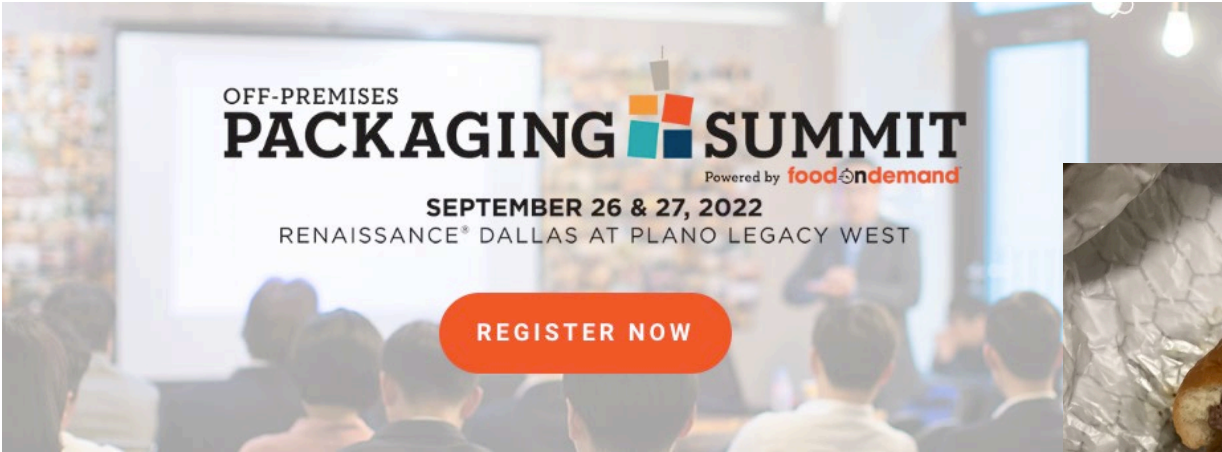 OFF-PREMISES
PACKAGING SUMMIT
Powered by foodondemand
SEPTEMBER 26 & 27, 2022
RENAISSANCE® DALLAS AT PLANO LEGACY WEST
REGISTER NOW